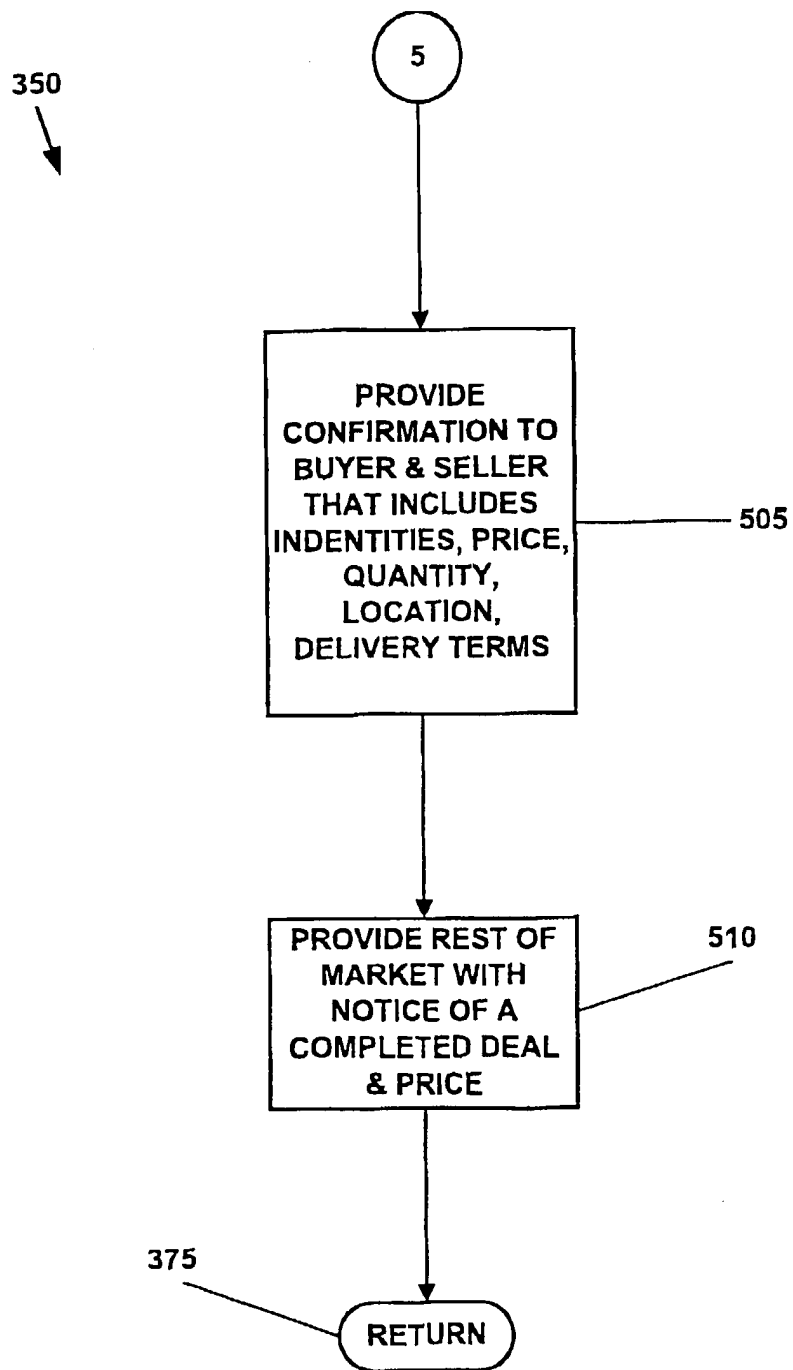 5
350
PROVIDE
CONFIRMATION TO
BUYER & SELLER
THAT INCLUDES
INDENTITIES, PRICE,
QUANTITY,
LOCATION,
DELIVERY TERMS
505
PROVIDE REST OF
MARKET WITH
NOTICE OF A
COMPLETED DEAL
& PRICE
510
375
RETURN